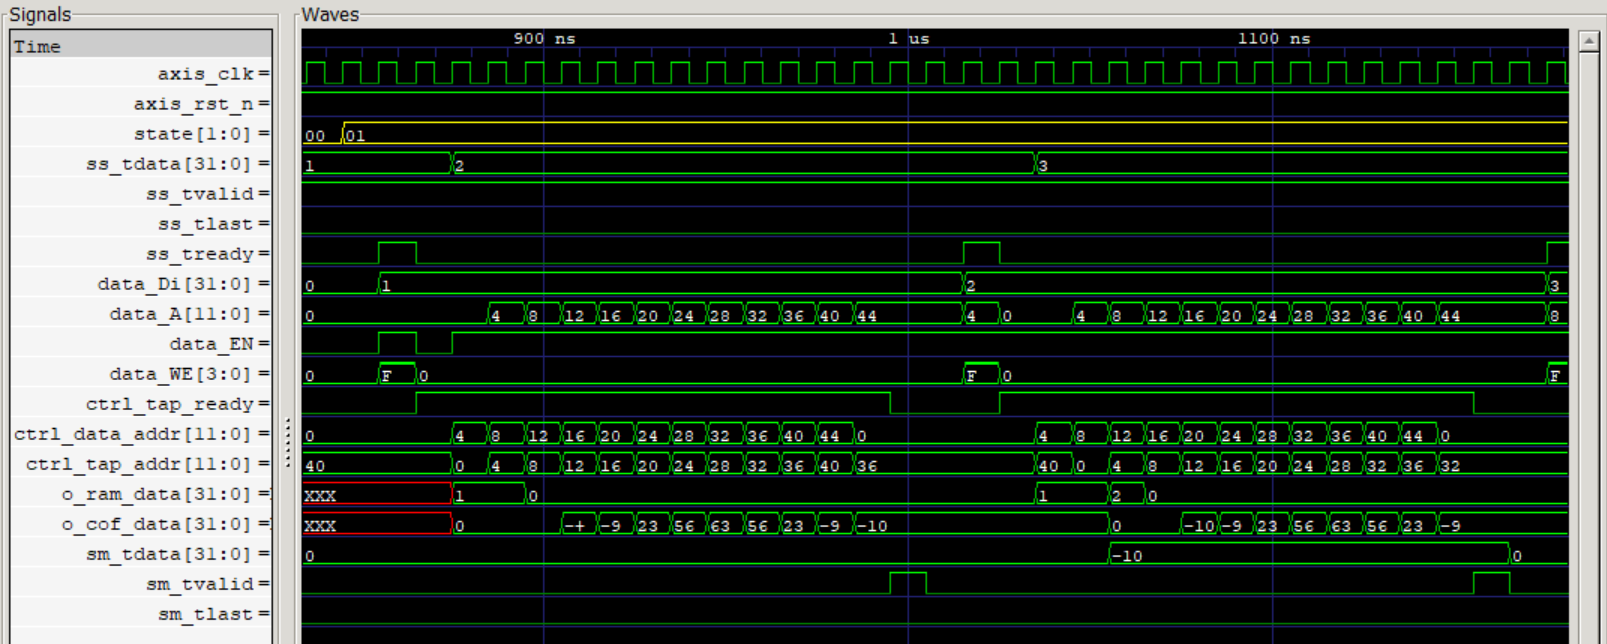 Signals Waves
Time 900 ns 1 us 1100 ns
axis_clk=
axis_rst_n=
state[1:0]= 00 01
ss_tdata[31:0]= 1 2 3
ss_tvalid=
ss_tlast=
ss_tready=
data_Di[31:0]= 0 1 2 3
data_A[11:0]= 0 4 8 12 16 20 24 28 32 36 40 44 4 0 4 8 12 16 20 24 28 32 36 40 44 8
data_EN=
data_WE[3:0]= 0 F 0 F 0 F
ctrl_tap_ready=
ctrl_data_addr[11:0]= 0 4 8 12 16 20 24 28 32 36 40 44 0 4 8 12 16 20 24 28 32 36 40 44 0
ctrl_tap_addr[11:0]= 40 0 4 8 12 16 20 24 28 32 36 40 36 40 0 4 8 12 16 20 24 28 32 36 32
o_ram_data[31:0]= xxx 1 0 1 2 0
o_cof_data[31:0]= xxx 0 -+ -9 23 56 63 56 23 -9 -10 0 -10 -9 23 56 63 56 23 -9
sm_tdata[31:0]= 0 -10 0
sm_tvalid=
sm_tlast=